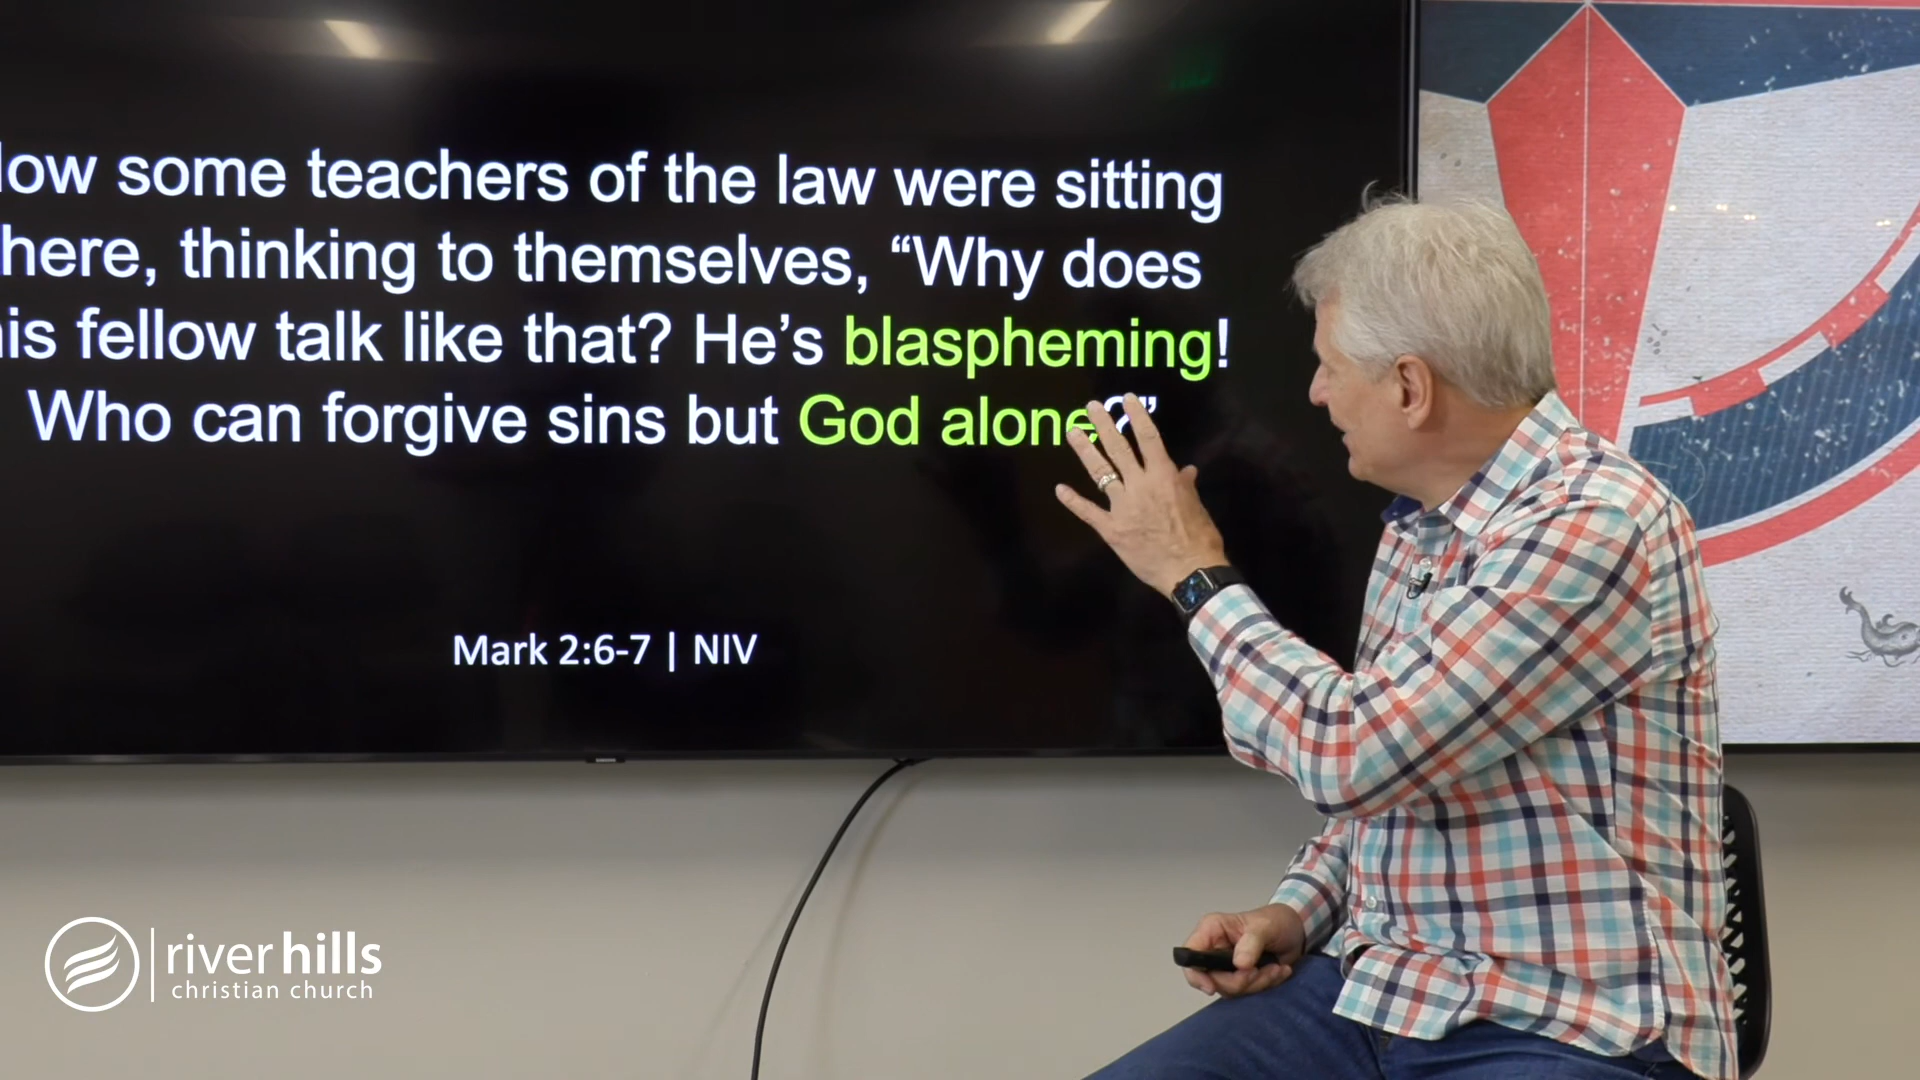 low some teachers of the law were sitting
here, thinking to themselves, “Why does
his fellow talk like that? He’s blaspheming!
Who can forgive sins but God alone?”
Mark 2:6-7 | NIV
river hills
christian church